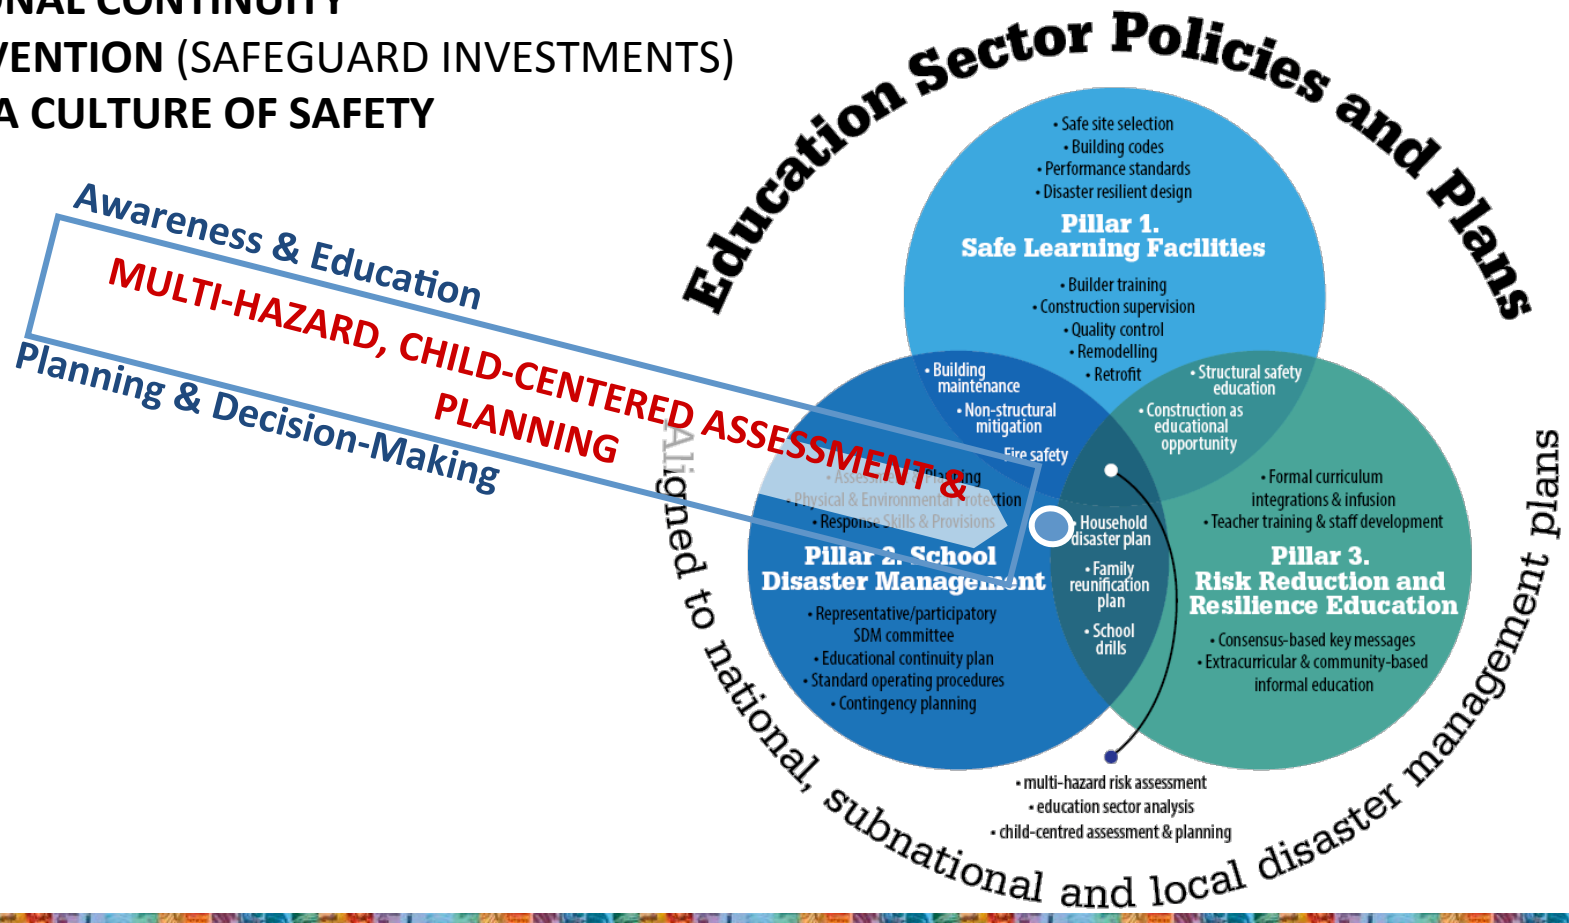 NAL CONTINUITY
VENTION (SAFEGUARD INVESTMENTS)
A CULTURE OF SAFETY
Awareness & Education
MULTI-HAZARD, CHILD-CENTERED ASSESSMENT &
PLANNING
Planning & Decision-Making
Education Sector Policies and Plans
• Safe site selection
• Building codes
• Performance standards
• Disaster resilient design
Pillar 1.
Safe Learning Facilities
• Builder training
• Construction supervision
• Quality control
• Remodelling
• Retrofit
• Building
maintenance
• Non-structural
mitigation
Fire safety
• Structural safety
education
• Construction as
educational
opportunity
• Assessment & Planning
• Physical & Environmental Protection
• Response Skills & Provisions
Pillar 2. School
Disaster Management
• Representative/participatory
SDM committee
• Educational continuity plan
• Standard operating procedures
• Contingency planning
• Household
disaster plan
• Family
reunification
plan
• School
drills
• Formal curriculum
integrations & infusion
• Teacher training & staff development
Pillar 3.
Risk Reduction and
Resilience Education
• Consensus-based key messages
• Extracurricular & community-based
informal education
• multi-hazard risk assessment
• education sector analysis
• child-centred assessment & planning
Aligned to national, subnational and local disaster management plans